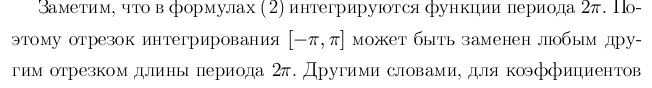 Заметим, что в формулах (2) интегрируются функции периода 2π. По-
этому отрезок интегрирования [−π, π] может быть заменен любым дру-
гим отрезком длины периода 2π. Другими словами, для коэффициентов